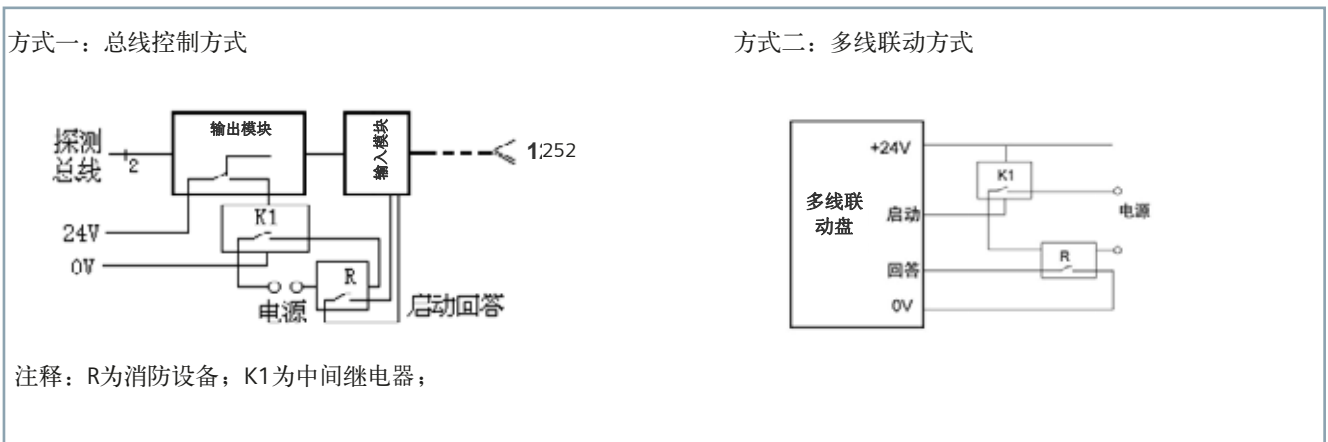 方式一：总线控制方式
方式二：多线联动方式
探测
总线
2
输出模块
输入模块
1,252
24V
0V
K1
R
电源
启动回答
多线联
动盘
+24V
启动
回答
0V
K1
R
电源
注释：R为消防设备；K1为中间继电器；